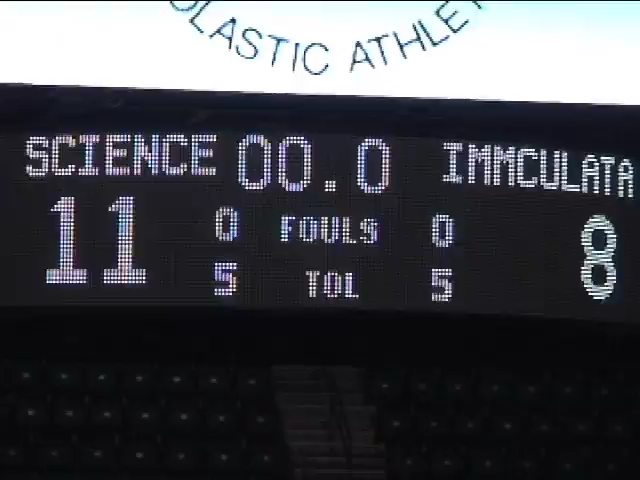 LASTIC ATHLE
SCIENCE 00.0 IMMCULATA
11 0 FOULS 0 8
5 TOL 5